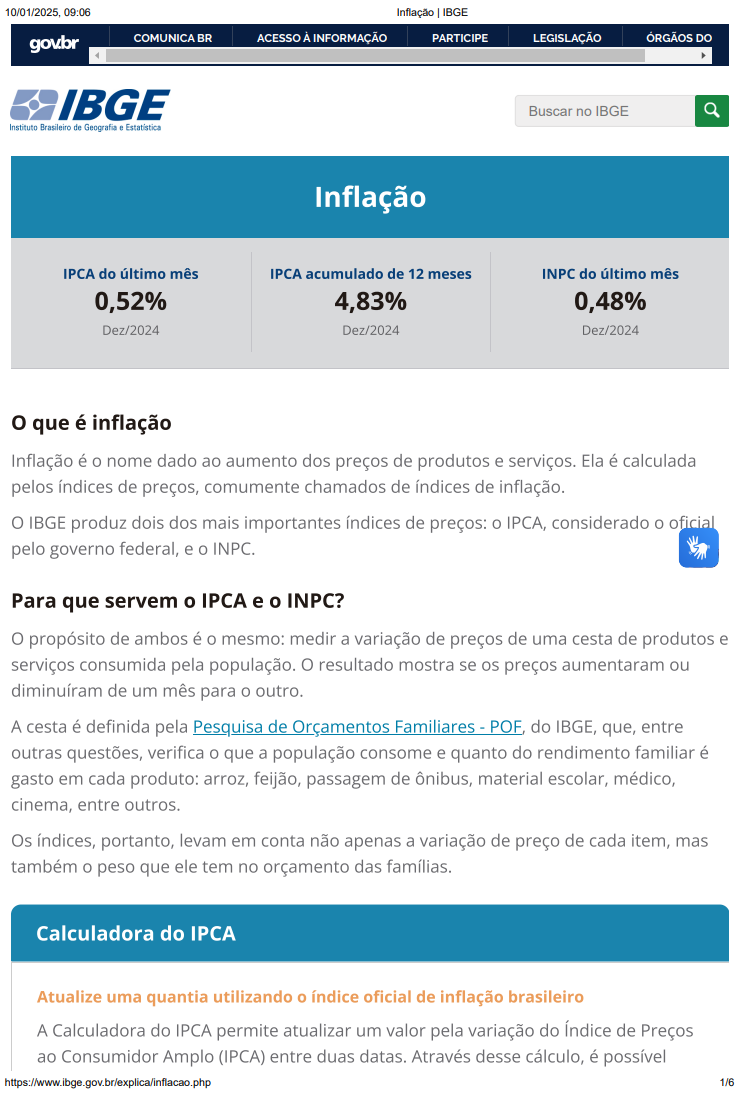 10/01/2025, 09:06 Inflação | IBGE
gov.br COMUNICA BR ACESSO À INFORMAÇÃO PARTICIPE LEGISLAÇÃO ÓRGÃOS DO
IBGE
Instituto Brasileiro de Geografia e Estatística
Buscar no IBGE
Inflação
IPCA do último mês
0,52%
Dez/2024
IPCA acumulado de 12 meses
4,83%
Dez/2024
INPC do último mês
0,48%
Dez/2024
O que é inflação
Inflação é o nome dado ao aumento dos preços de produtos e serviços. Ela é calculada
pelos índices de preços, comumente chamados de índices de inflação.
O IBGE produz dois dos mais importantes índices de preços: o IPCA, considerado o oficial
pelo governo federal, e o INPC.
Para que servem o IPCA e o INPC?
O propósito de ambos é o mesmo: medir a variação de preços de uma cesta de produtos e
serviços consumida pela população. O resultado mostra se os preços aumentaram ou
diminuíram de um mês para o outro.
A cesta é definida pela Pesquisa de Orçamentos Familiares - POF, do IBGE, que, entre
outras questões, verifica o que a população consome e quanto do rendimento familiar é
gasto em cada produto: arroz, feijão, passagem de ônibus, material escolar, médico,
cinema, entre outros.
Os índices, portanto, levam em conta não apenas a variação de preço de cada item, mas
também o peso que ele tem no orçamento das famílias.
Calculadora do IPCA
Atualize uma quantia utilizando o índice oficial de inflação brasileiro
A Calculadora do IPCA permite atualizar um valor pela variação do Índice de Preços
ao Consumidor Amplo (IPCA) entre duas datas. Através desse cálculo, é possível
https://www.ibge.gov.br/explica/inflacao.php 1/6